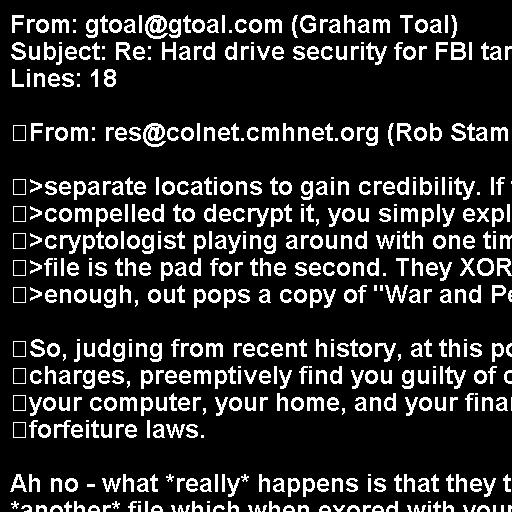 From: gtoal@gtoal.com (Graham Toal)
Subject: Re: Hard drive security for FBI tar
Lines: 18

From: res@colnet.cmhnet.org (Rob Stam

>separate locations to gain credibility. If
>compelled to decrypt it, you simply expl
>cryptologist playing around with one tim
>file is the pad for the second. They XOR
>enough, out pops a copy of "War and Pe

So, judging from recent history, at this po
charges, preemptively find you guilty of
your computer, your home, and your finan
forfeiture laws.

Ah no - what *really* happens is that they t
*another* file which when exored with your